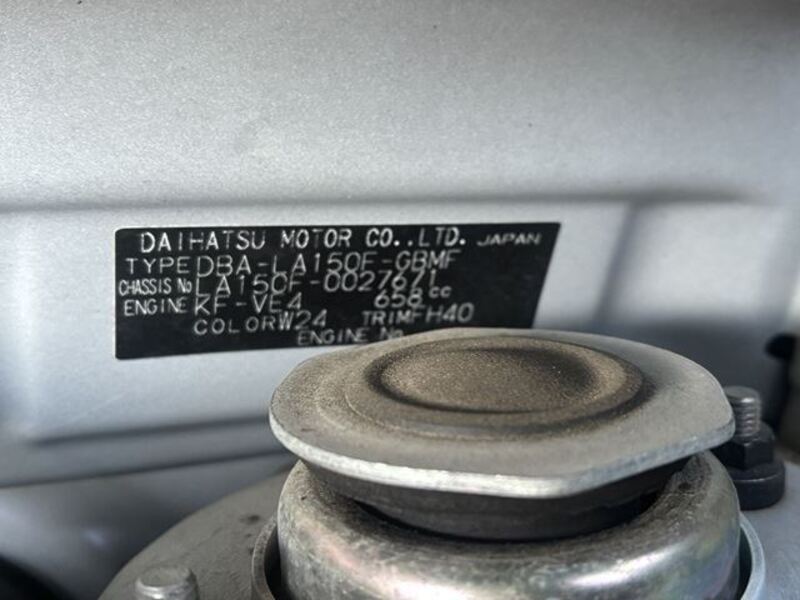 DAIHATSU MOTOR CO.,LTD. JAPAN
TYPE DBA-LA150F-GBMF
CHASSIS No LA150F-0027671
ENGINE KF-VE4 658cc
COLOR W24 TRIM FH40
ENGINE No